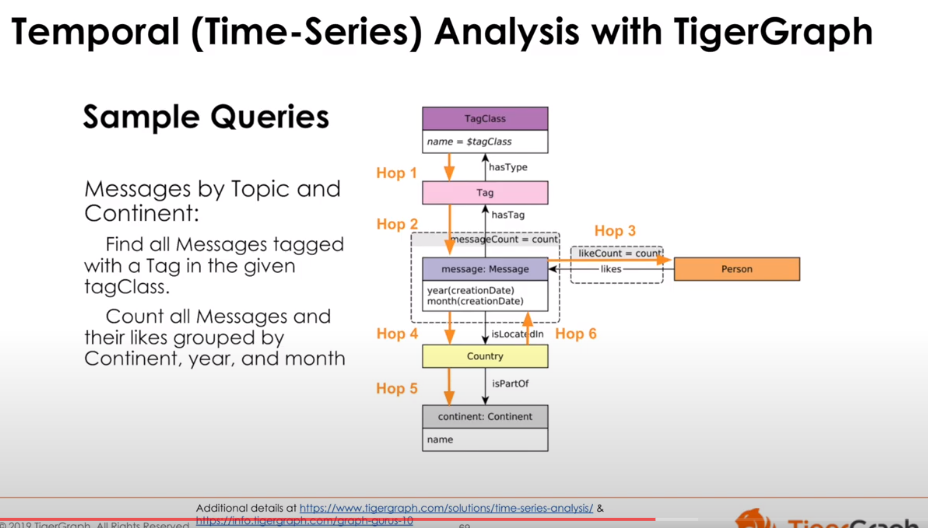 Temporal (Time-Series) Analysis with TigerGraph
Sample Queries
Messages by Topic and
Continent:
Find all Messages tagged
with a Tag in the given
tagClass.
Count all Messages and
their likes grouped by
Continent, year, and month
TagClass
name = $tagClass
Hop 1
hasType
Tag
Hop 2
hasTag
messageCount = count
Hop 3
likeCount = count
message: Message
likes
Person
year(creationDate)
month(creationDate)
Hop 4
isLocatedIn
Hop 6
Country
Hop 5
isPartOf
continent: Continent
name
Additional details at https://www.tigergraph.com/solutions/time-series-analysis/ &
https://info.tigergraph.com/graph-gurus-10
© 2019 TigerGraph. All Rights Reserved
69
TigerGraph